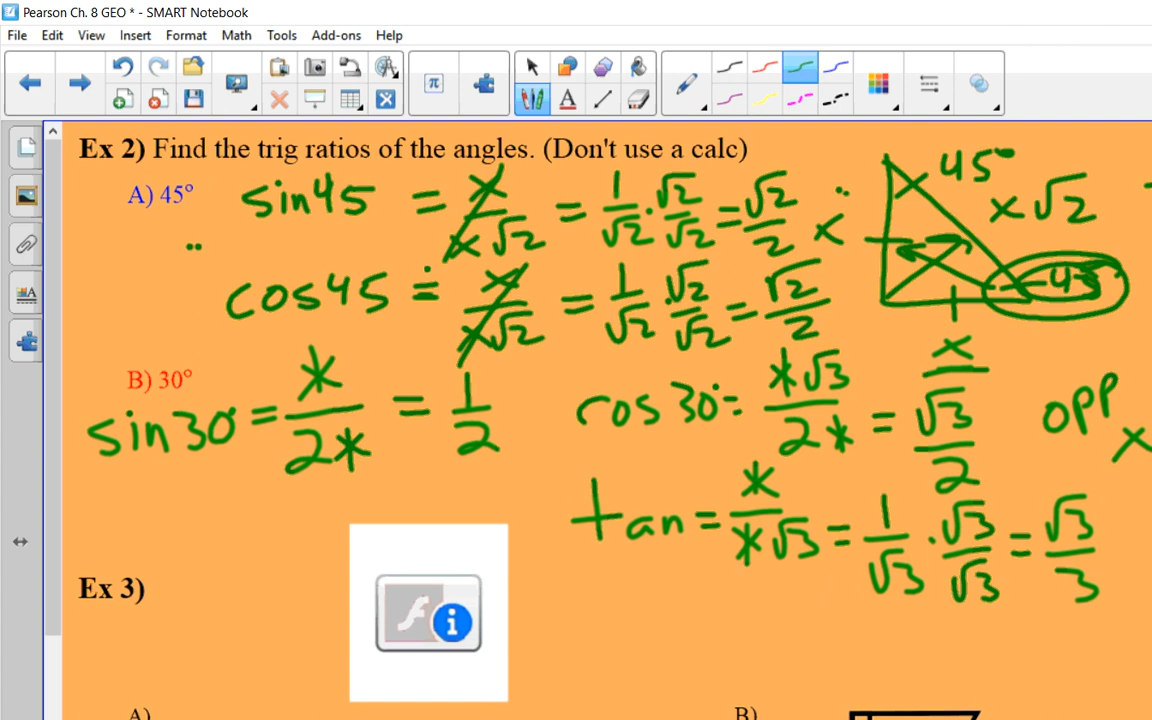 Pearson Ch. 8 GEO * - SMART Notebook
File Edit View Insert Format Math Tools Add-ons Help
Ex 2) Find the trig ratios of the angles. (Don't use a calc)
A) 45°
sin45 = x/x√2 = 1/√2 · √2/√2 = √2/2
45°
x√2
x
45
x
cos45 = x/x√2 = 1/√2 · √2/√2 = √2/2
B) 30°
sin30 = x/2x = 1/2
cos30 = x√3/2x = √3/2
opp
x
tan = x/x√3 = 1/√3 · √3/√3 = √3/3
Ex 3)
A)
B)